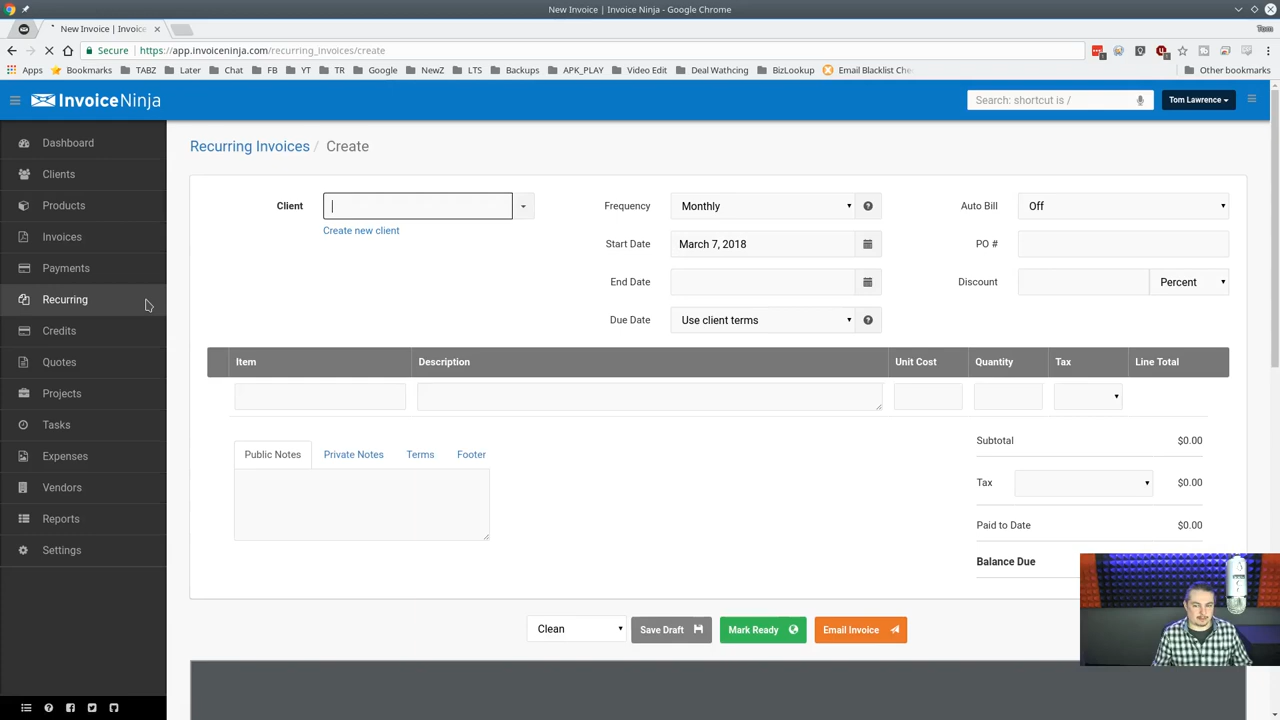 New Invoice | Invoice Ninja - Google Chrome
New Invoice | Invoice
Tom
Secure https://app.invoiceninja.com/recurring_invoices/create
Apps Bookmarks TABZ Later Chat FB YT TR Google NewZ LTS Backups APK_PLAY Video Edit Deal Wathcing BizLookup Email Blacklist Che Other bookmarks
InvoiceNinja
Search: shortcut is /
Tom Lawrence
Dashboard
Clients
Products
Invoices
Payments
Recurring
Credits
Quotes
Projects
Tasks
Expenses
Vendors
Reports
Settings
Recurring Invoices / Create
Client
Create new client
Frequency Monthly
Start Date March 7, 2018
End Date
Due Date Use client terms
Auto Bill Off
PO #
Discount Percent
Item Description Unit Cost Quantity Tax Line Total
Public Notes Private Notes Terms Footer
Subtotal $0.00
Tax $0.00
Paid to Date $0.00
Balance Due
Clean Save Draft Mark Ready Email Invoice